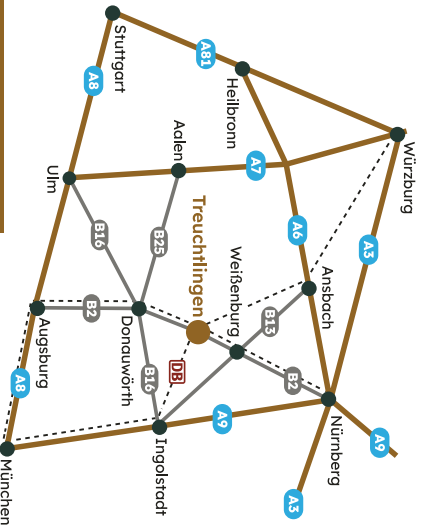 Würzburg
A3
A81
Heilbronn
Stuttgart
A8
A7
A6
Aalen
Ulm
Ansbach
Nürnberg
A9
A3
B13
B2
Weißenburg
Treuchtlingen
B25
B16
DB
Donauwörth
B16
B2
Augsburg
A8
A9
Ingolstadt
München